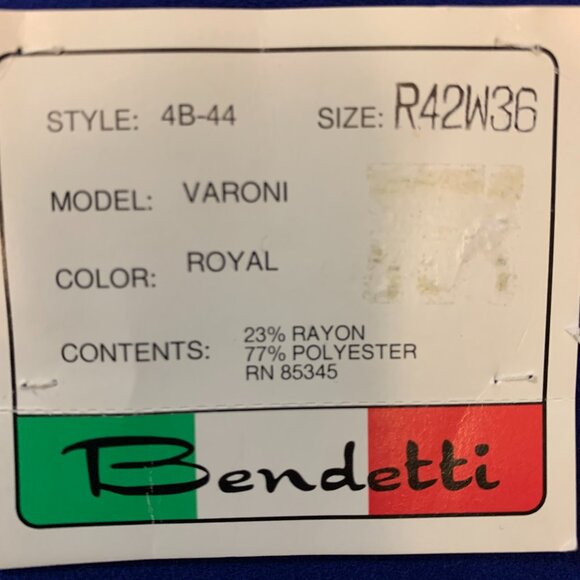 STYLE: 4B-44 SIZE: R42W36
MODEL: VARONI
COLOR: ROYAL
CONTENTS: 23% RAYON
77% POLYESTER
RN 85345
Bendetti